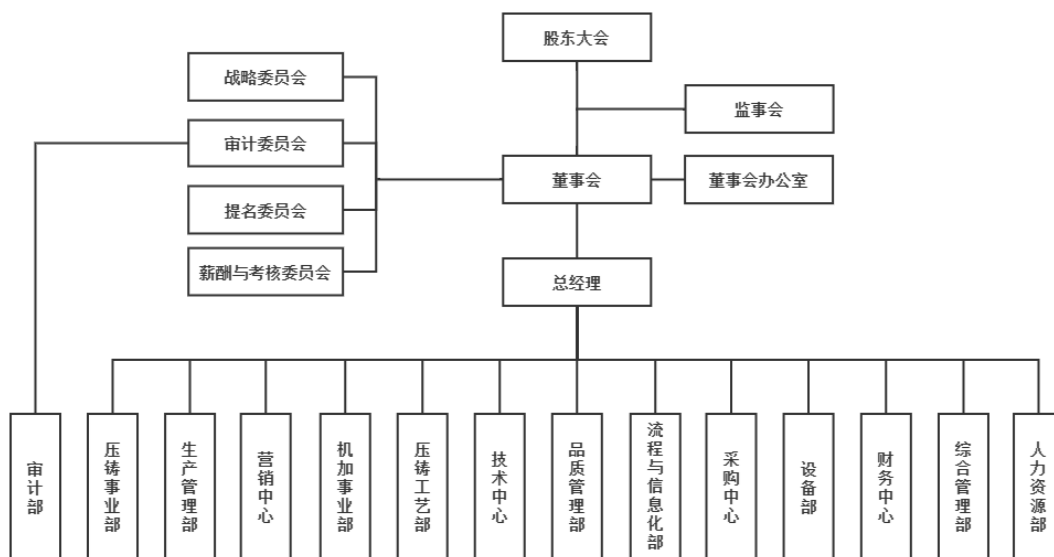 股东大会
战略委员会
监事会
审计委员会
董事会
董事会办公室
提名委员会
薪酬与考核委员会
总经理
审计部
压铸事业部
生产管理部
营销中心
机加事业部
压铸工艺部
技术中心
品质管理部
流程与信息化部
采购中心
设备部
财务中心
综合管理部
人力资源部